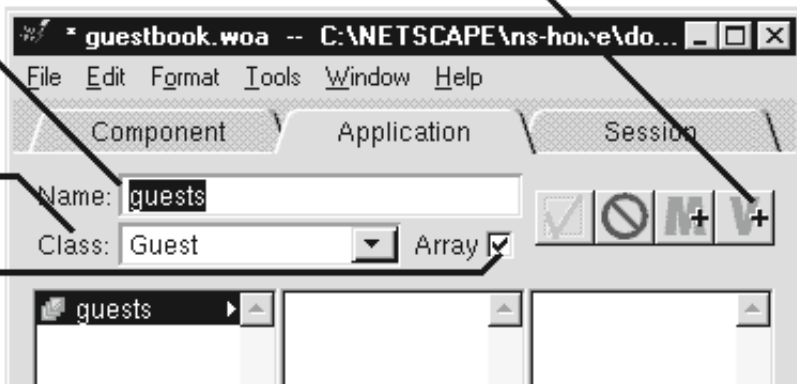 * guestbook.woa -- C:\NETSCAPE\ns-home\do...
File Edit Format Tools Window Help
Component Application Session
Name: guests
Class: Guest Array
M+ V+
guests